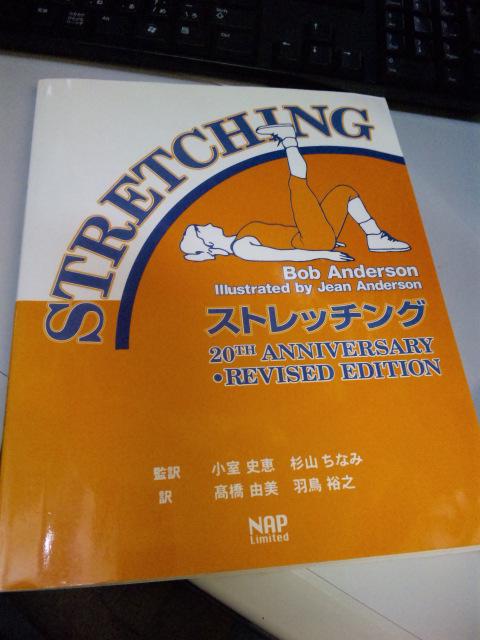 STRETCHING
Bob Anderson
Illustrated by Jean Anderson
ストレッチング
20TH ANNIVERSARY
・REVISED EDITION
監訳 小室 史恵 杉山 ちなみ
訳 髙橋 由美 羽鳥 裕之
NAP
Limited